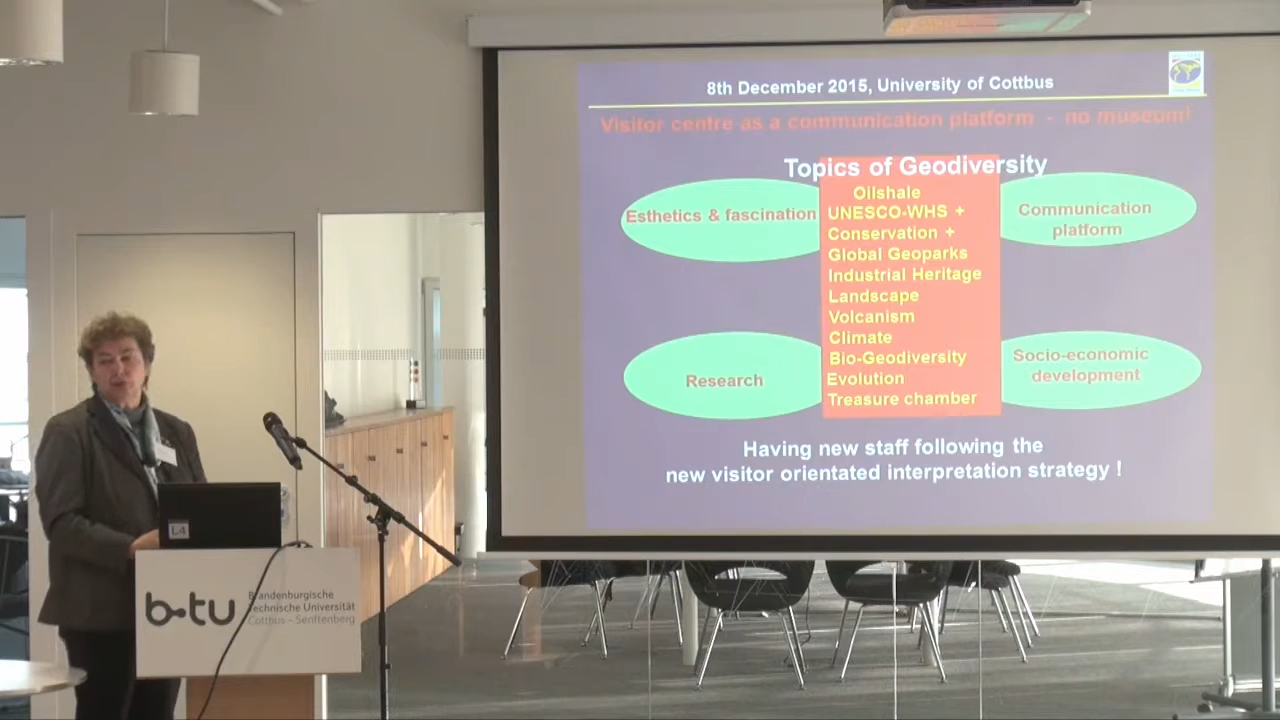 8th December 2015, University of Cottbus
Visitor centre as a communication platform - no museum!
Topics of Geodiversity
Esthetics & fascination
Oilshale
UNESCO-WHS +
Conservation +
Global Geoparks
Industrial Heritage
Landscape
Volcanism
Climate
Bio-Geodiversity
Evolution
Treasure chamber
Communication
platform
Research
Socio-economic
development
Having new staff following the
new visitor orientated interpretation strategy !
L4
b-tu
Brandenburgische
Technische Universität
Cottbus - Senftenberg